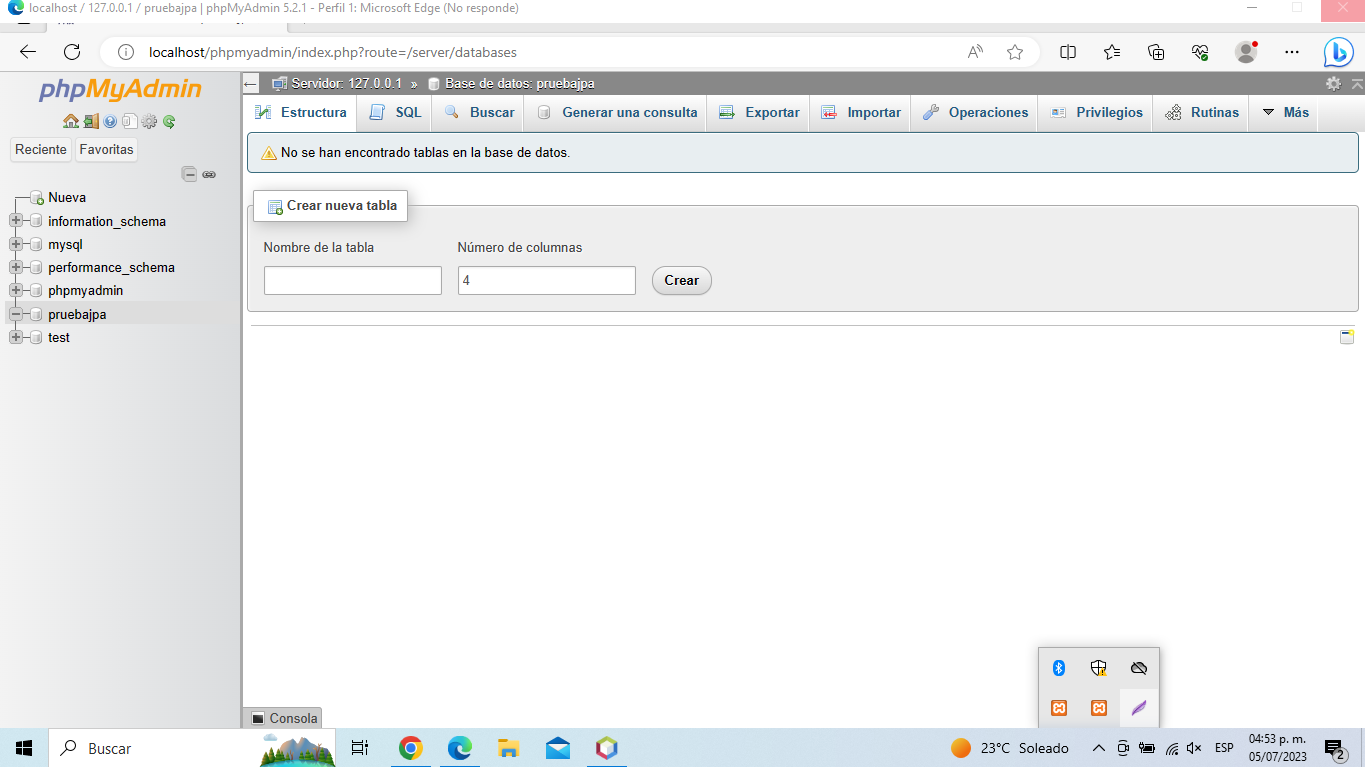 localhost / 127.0.0.1 / pruebajpa | phpMyAdmin 5.2.1 - Perfil 1: Microsoft Edge (No responde)
localhost/phpmyadmin/index.php?route=/server/databases
phpMyAdmin
Reciente Favoritas
Nueva
information_schema
mysql
performance_schema
phpmyadmin
pruebajpa
test
Servidor: 127.0.0.1 » Base de datos: pruebajpa
Estructura SQL Buscar Generar una consulta Exportar Importar Operaciones Privilegios Rutinas Más
No se han encontrado tablas en la base de datos.
Crear nueva tabla
Nombre de la tabla Número de columnas
4 Crear
Consola
Buscar
23°C Soleado
ESP
04:53 p. m.
05/07/2023
2